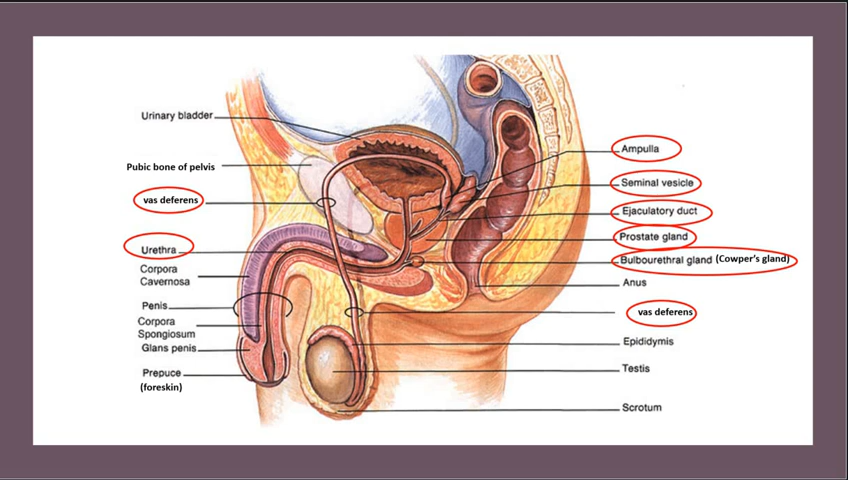 Urinary bladder
Pubic bone of pelvis
vas deferens
Urethra
Corpora
Cavernosa
Penis
Corpora
Spongiosum
Glans penis
Prepuce
(foreskin)
Ampulla
Seminal vesicle
Ejaculatory duct
Prostate gland
Bulbourethral gland (Cowper's gland)
Anus
vas deferens
Epididymis
Testis
Scrotum